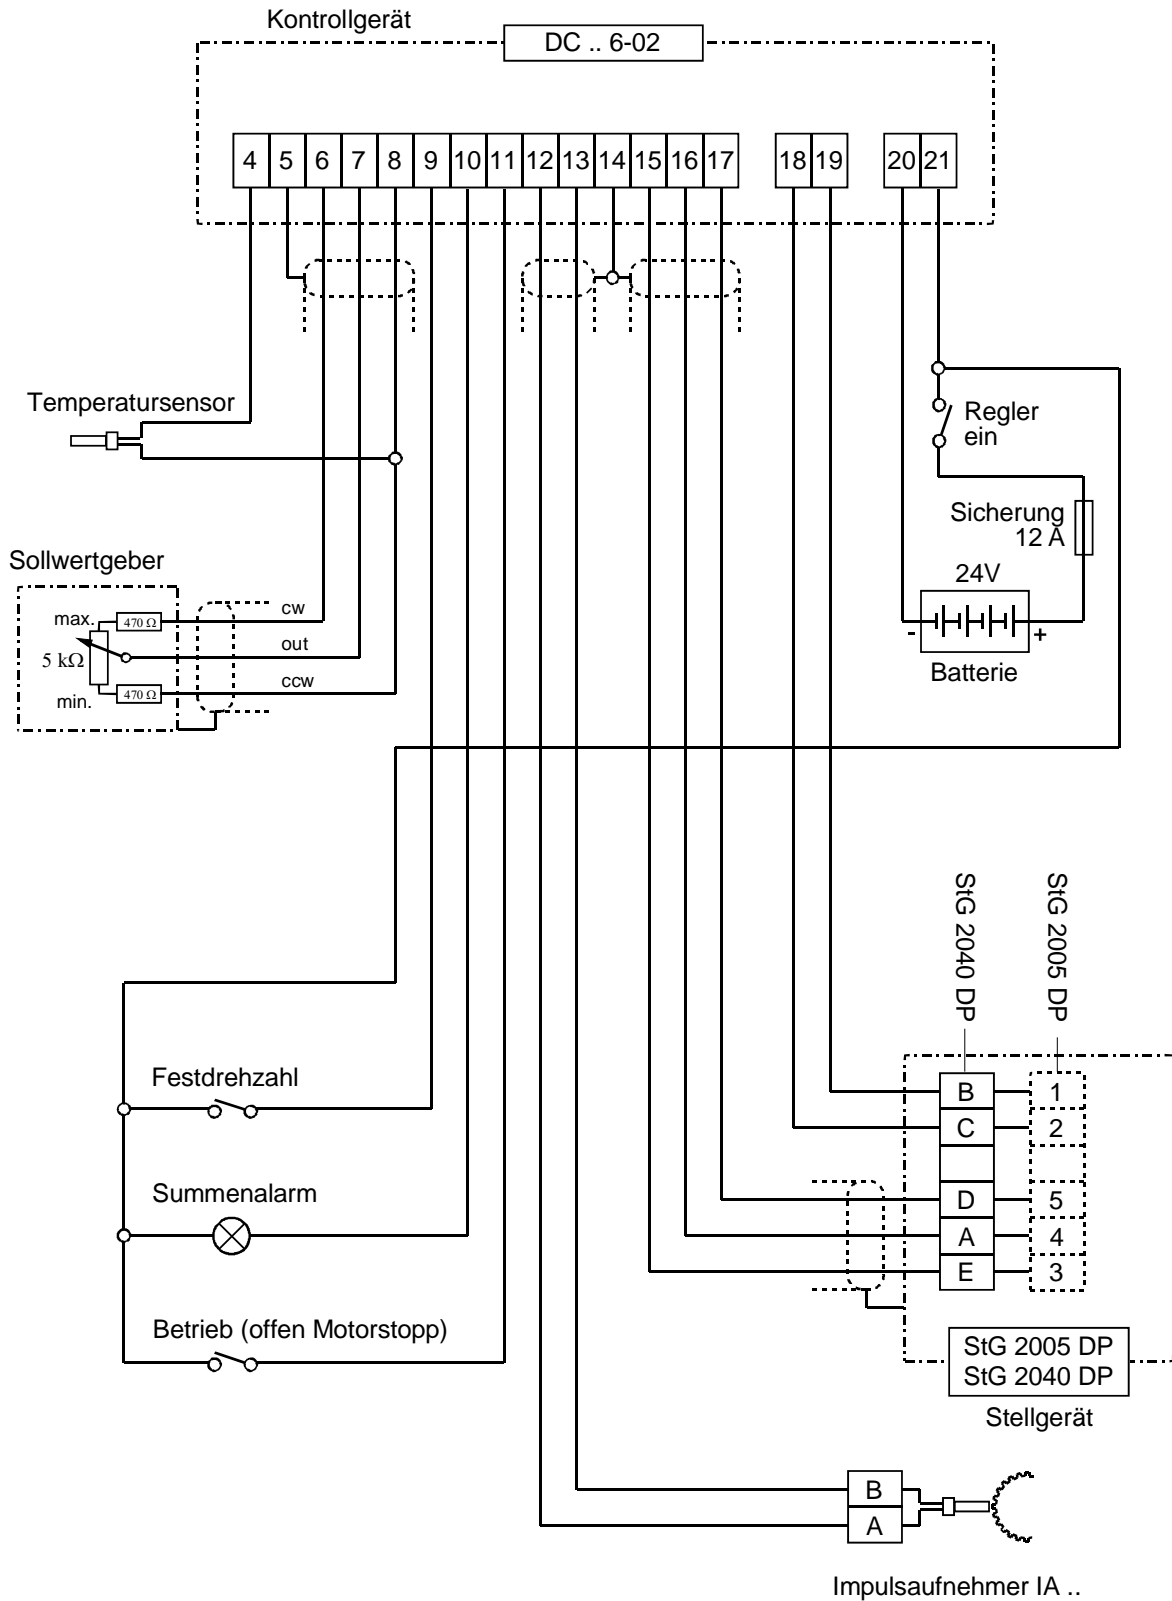 Kontrollgerät
DC .. 6-02
4 5 6 7 8 9 10 11 12 13 14 15 16 17 18 19 20 21
Temperatursensor
Regler
ein
Sicherung
12 A
24V
- +
Batterie
Sollwertgeber
max.
470 Ω
cw
5 kΩ
out
min.
470 Ω
ccw
StG 2040 DP
StG 2005 DP
Festdrehzahl
B 1
C 2
Summenalarm
D 5
A 4
E 3
Betrieb (offen Motorstopp)
StG 2005 DP
StG 2040 DP
Stellgerät
B
A
Impulsaufnehmer IA ..